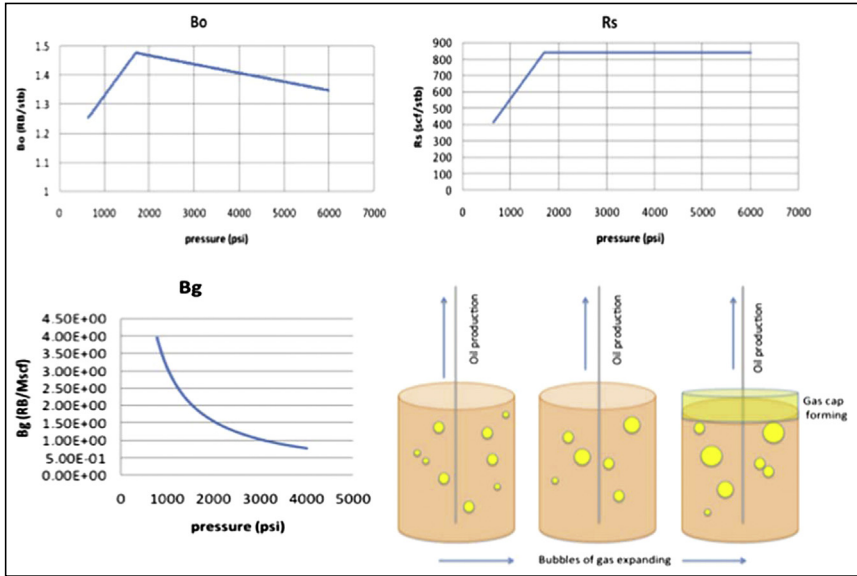 Bo
Bo (RB/stb)
1.5
1.4
1.3
1.2
1.1
1
0 1000 2000 3000 4000 5000 6000 7000
pressure (psi)
Rs
Rs (scf/stb)
900
800
700
600
500
400
300
200
100
0
0 1000 2000 3000 4000 5000 6000 7000
pressure (psi)
Bg
Bg (RB/Mscf)
4.50E+00
4.00E+00
3.50E+00
3.00E+00
2.50E+00
2.00E+00
1.50E+00
1.00E+00
5.00E-01
0.00E+00
0 1000 2000 3000 4000 5000
pressure (psi)
Oil production
Oil production
Oil production
Gas cap
forming
Bubbles of gas expanding